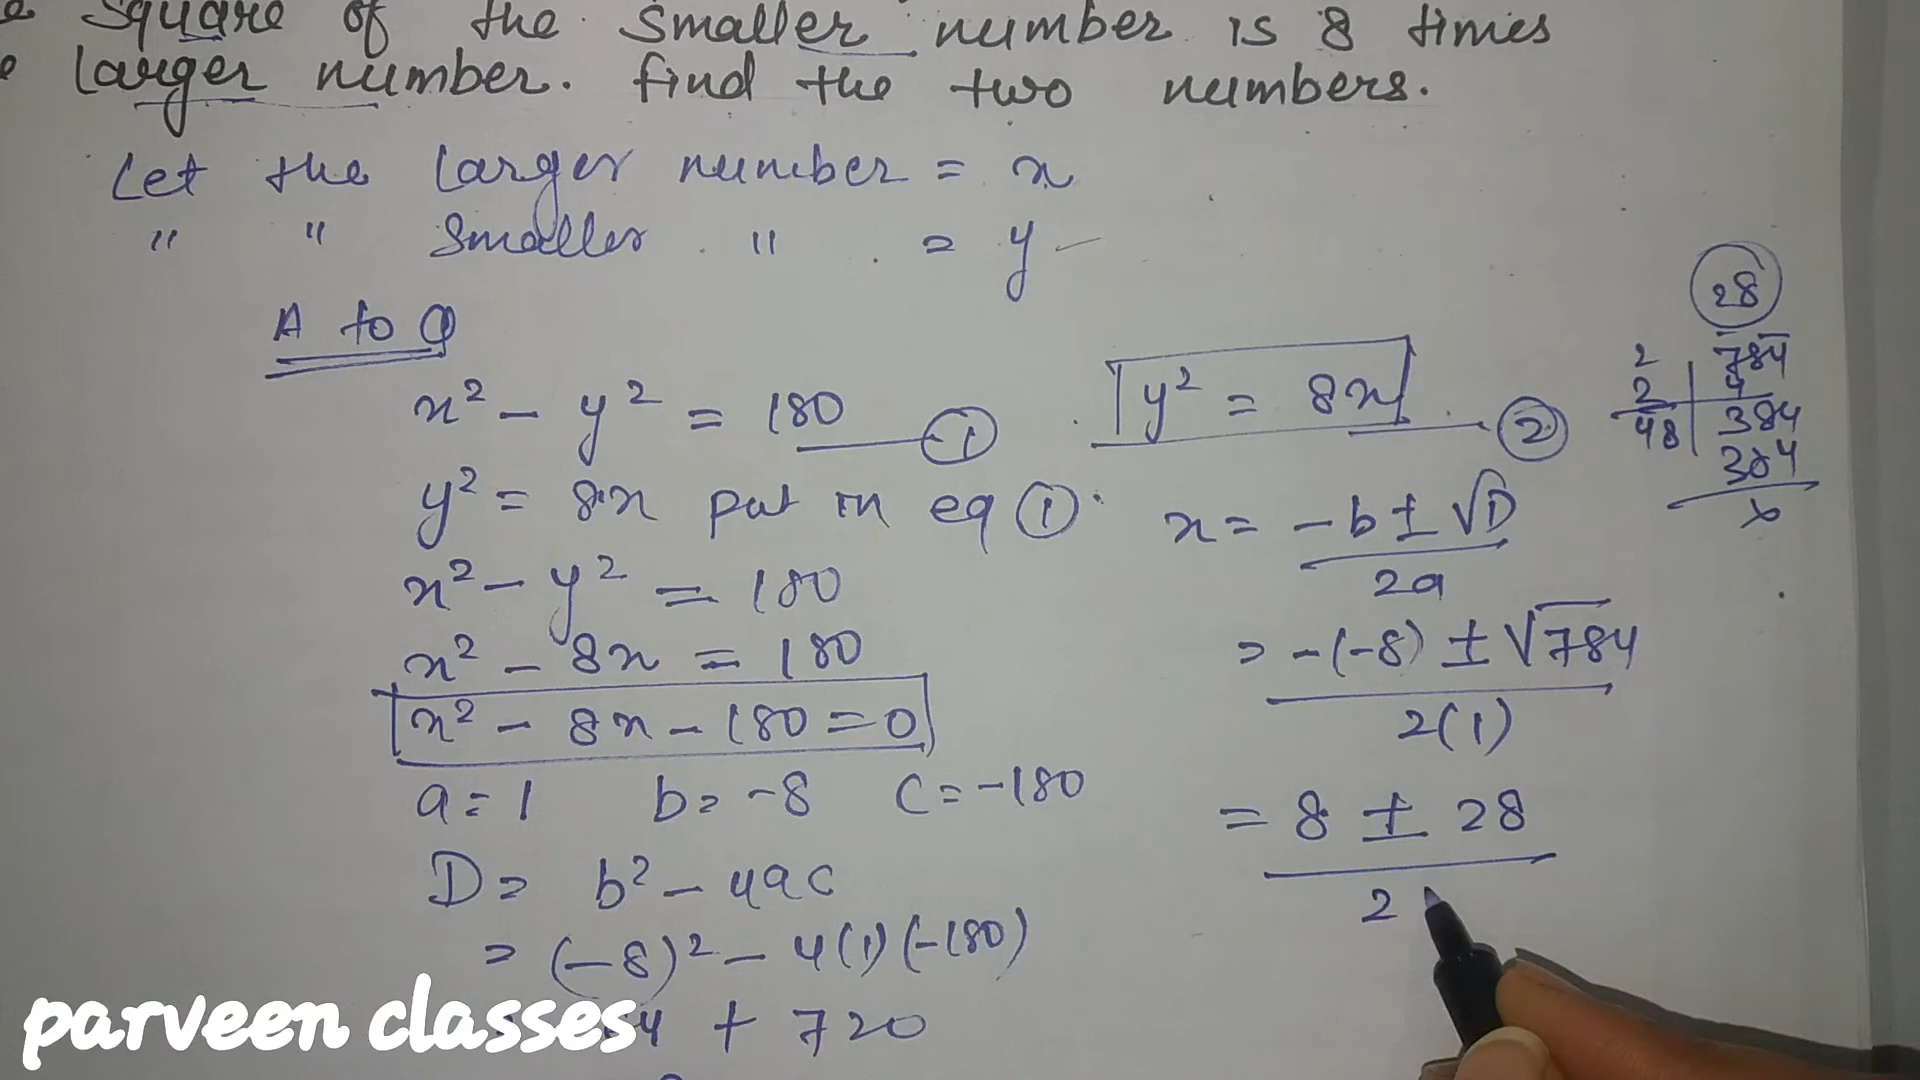 square of the smaller number is 8 times
larger number. find the two numbers.
Let the larger number = x
" " Smaller " = y
A to Q
x² - y² = 180 ①
y² = 8x ②
y² = 8x put in eq ①
x² - y² = 180
x² - 8x = 180
x² - 8x - 180 = 0
a = 1 b = -8 c = -180
D = b² - 4ac
= (-8)² - 4(1)(-180)
4 + 720
x = -b ± √D
2a
= -(-8) ± √784
2(1)
= 8 ± 28
2
28
2 784
2 4
48 384
384
x
parveen classes